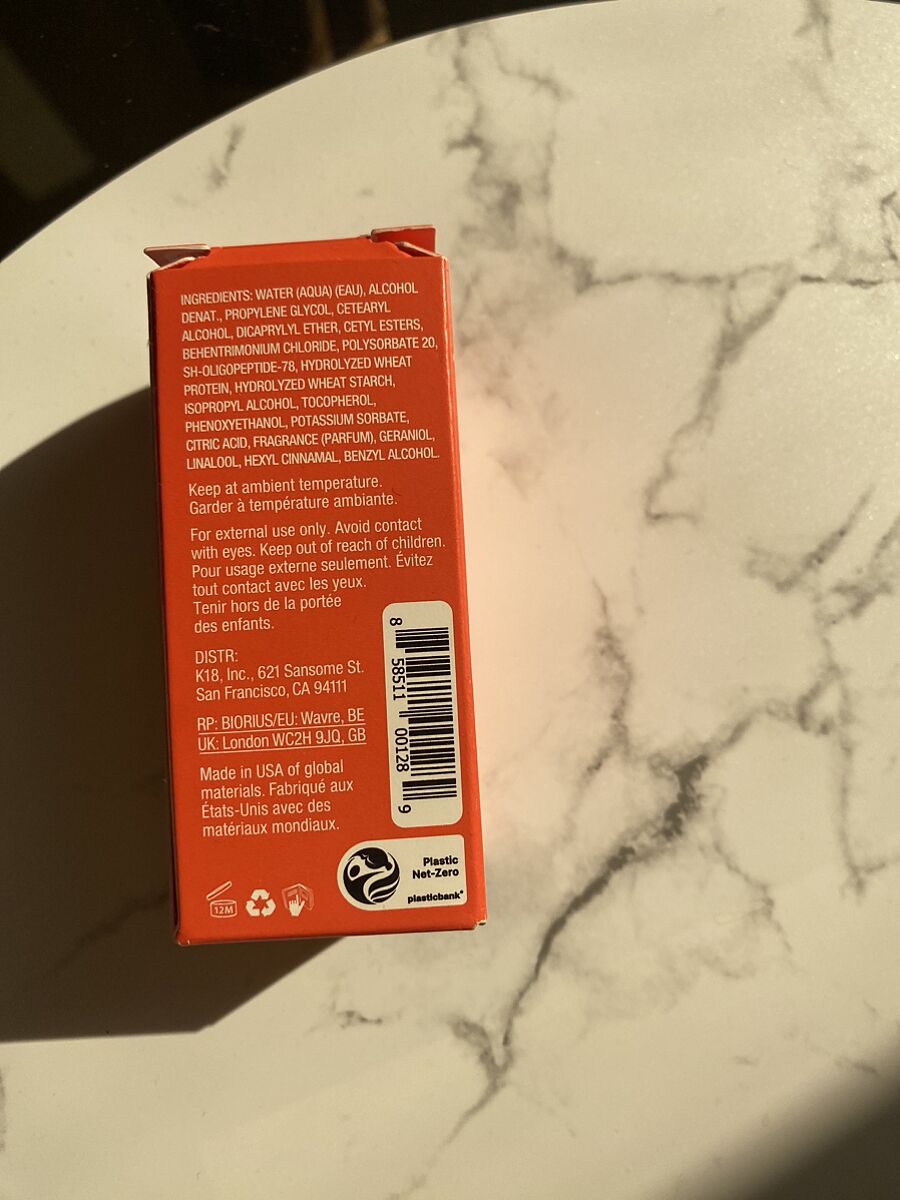 INGREDIENTS: WATER (AQUA) (EAU), ALCOHOL
DENAT., PROPYLENE GLYCOL, CETEARYL
ALCOHOL, DICAPRYLYL ETHER, CETYL ESTERS,
BEHENTRIMONIUM CHLORIDE, POLYSORBATE 20,
SH-OLIGOPEPTIDE-78, HYDROLYZED WHEAT
PROTEIN, HYDROLYZED WHEAT STARCH,
ISOPROPYL ALCOHOL, TOCOPHEROL,
PHENOXYETHANOL, POTASSIUM SORBATE,
CITRIC ACID, FRAGRANCE (PARFUM), GERANIOL,
LINALOOL, HEXYL CINNAMAL, BENZYL ALCOHOL.
Keep at ambient temperature.
Garder à température ambiante.
For external use only. Avoid contact
with eyes. Keep out of reach of children.
Pour usage externe seulement. Évitez
tout contact avec les yeux.
Tenir hors de la portée
des enfants.
DISTR:
K18, Inc., 621 Sansome St.
San Francisco, CA 94111
RP: BIORIUS/EU: Wavre, BE
UK: London WC2H 9JQ, GB
Made in USA of global
materials. Fabriqué aux
États-Unis avec des
matériaux mondiaux.
8 58511 00128 9
12M
Plastic
Net-Zero
plasticbank®